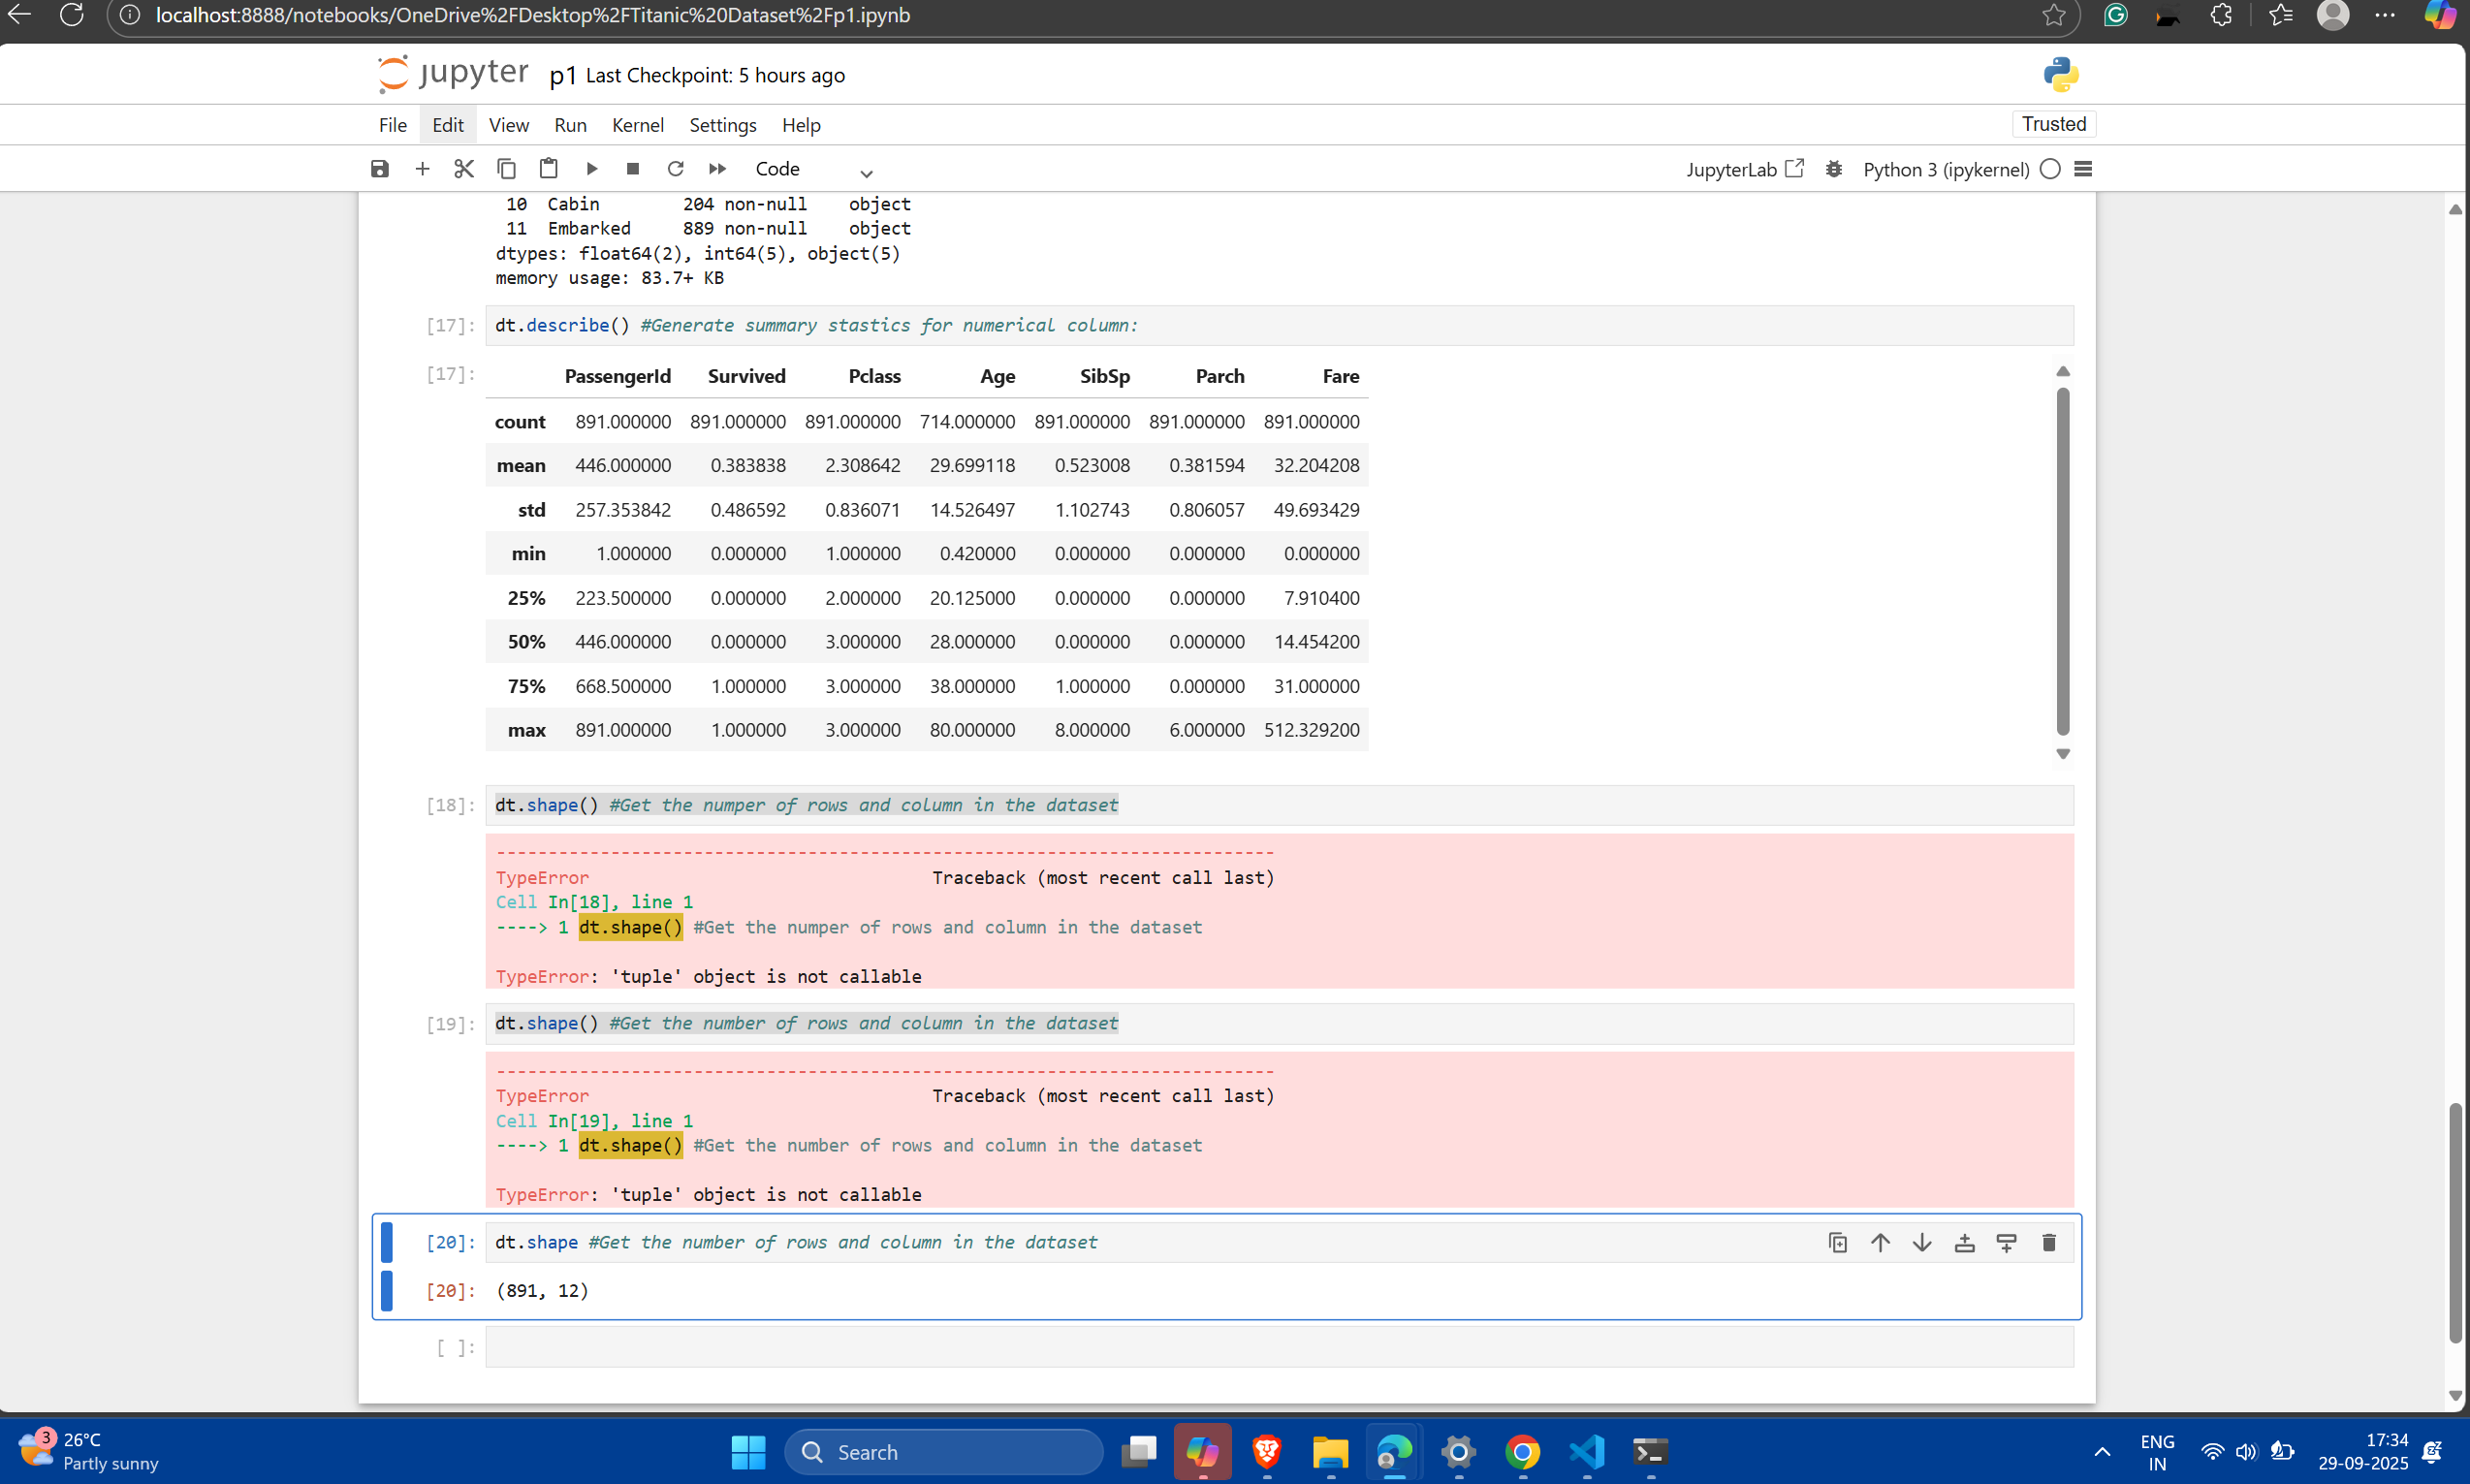 localhost:8888/notebooks/OneDrive%2FDesktop%2FTitanic%20Dataset%2Fp1.ipynb
jupyter p1 Last Checkpoint: 5 hours ago
File Edit View Run Kernel Settings Help Trusted
Code JupyterLab Python 3 (ipykernel)
10 Cabin 204 non-null object
11 Embarked 889 non-null object
dtypes: float64(2), int64(5), object(5)
memory usage: 83.7+ KB
[17]: dt.describe() #Generate summary stastics for numerical column:
[17]: PassengerId Survived Pclass Age SibSp Parch Fare
count 891.000000 891.000000 891.000000 714.000000 891.000000 891.000000 891.000000
mean 446.000000 0.383838 2.308642 29.699118 0.523008 0.381594 32.204208
std 257.353842 0.486592 0.836071 14.526497 1.102743 0.806057 49.693429
min 1.000000 0.000000 1.000000 0.420000 0.000000 0.000000 0.000000
25% 223.500000 0.000000 2.000000 20.125000 0.000000 0.000000 7.910400
50% 446.000000 0.000000 3.000000 28.000000 0.000000 0.000000 14.454200
75% 668.500000 1.000000 3.000000 38.000000 1.000000 0.000000 31.000000
max 891.000000 1.000000 3.000000 80.000000 8.000000 6.000000 512.329200
[18]: dt.shape() #Get the numper of rows and column in the dataset
---------------------------------------------------------------------------
TypeError Traceback (most recent call last)
Cell In[18], line 1
----> 1 dt.shape() #Get the numper of rows and column in the dataset
TypeError: 'tuple' object is not callable
[19]: dt.shape() #Get the number of rows and column in the dataset
---------------------------------------------------------------------------
TypeError Traceback (most recent call last)
Cell In[19], line 1
----> 1 dt.shape() #Get the number of rows and column in the dataset
TypeError: 'tuple' object is not callable
[20]: dt.shape #Get the number of rows and column in the dataset
[20]: (891, 12)
[ ]:
3
26°C
Partly sunny
Search
ENG
IN
17:34
29-09-2025